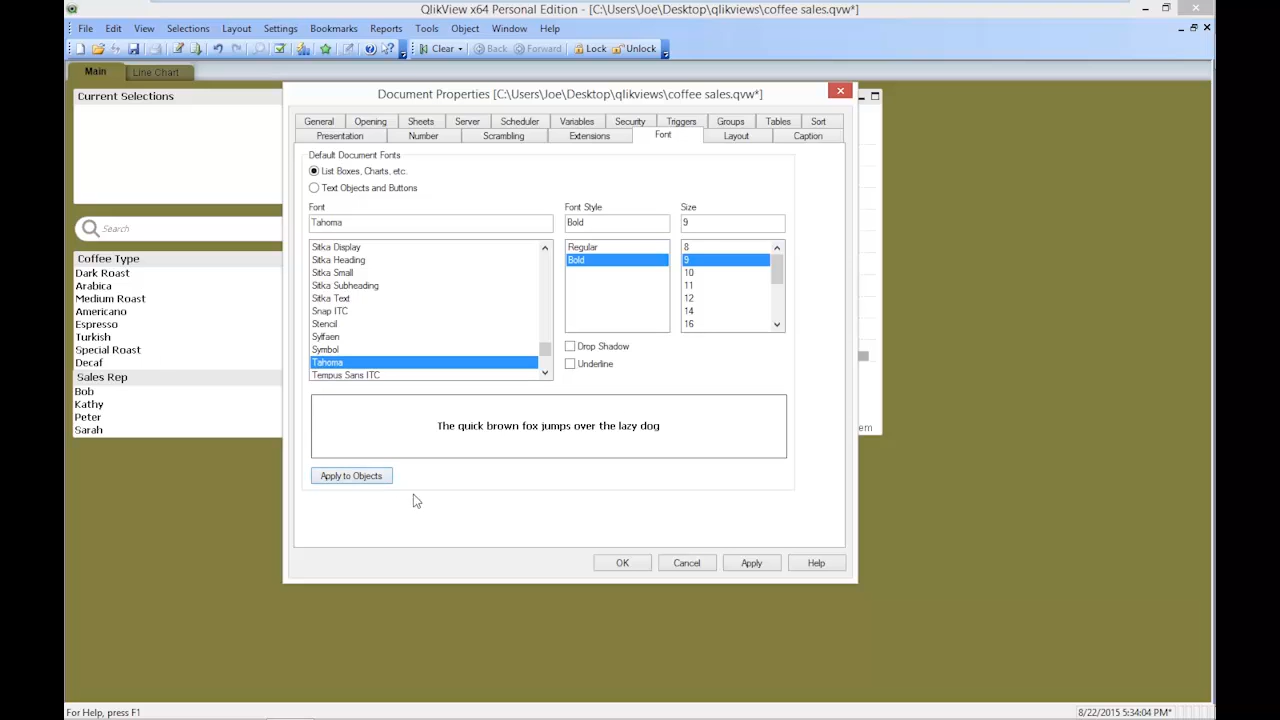 QlikView x64 Personal Edition - [C:\Users\Joe\Desktop\qlikviews\coffee sales.qvw*]
File Edit View Selections Layout Settings Bookmarks Reports Tools Object Window Help
Clear Back Forward Lock Unlock
Main Line Chart
Document Properties [C:\Users\Joe\Desktop\qlikviews\coffee sales.qvw*]
Current Selections
General Opening Sheets Server Scheduler Variables Security Triggers Groups Tables Sort
Presentation Number Scrambling Extensions Font Layout Caption
Default Document Fonts
List Boxes, Charts, etc.
Text Objects and Buttons
Font Font Style Size
Tahoma Bold 9
Search
Sitka Display
Sitka Heading
Sitka Small
Sitka Subheading
Sitka Text
Snap ITC
Stencil
Sylfaen
Symbol
Tahoma
Tempus Sans ITC
Regular
Bold
8
9
10
11
12
14
16
Drop Shadow
Underline
Coffee Type
Dark Roast
Arabica
Medium Roast
Americano
Espresso
Turkish
Special Roast
Decaf
Sales Rep
Bob
Kathy
Peter
Sarah
The quick brown fox jumps over the lazy dog
em
Apply to Objects
OK Cancel Apply Help
For Help, press F1 8/22/2015 5:34:04 PM*